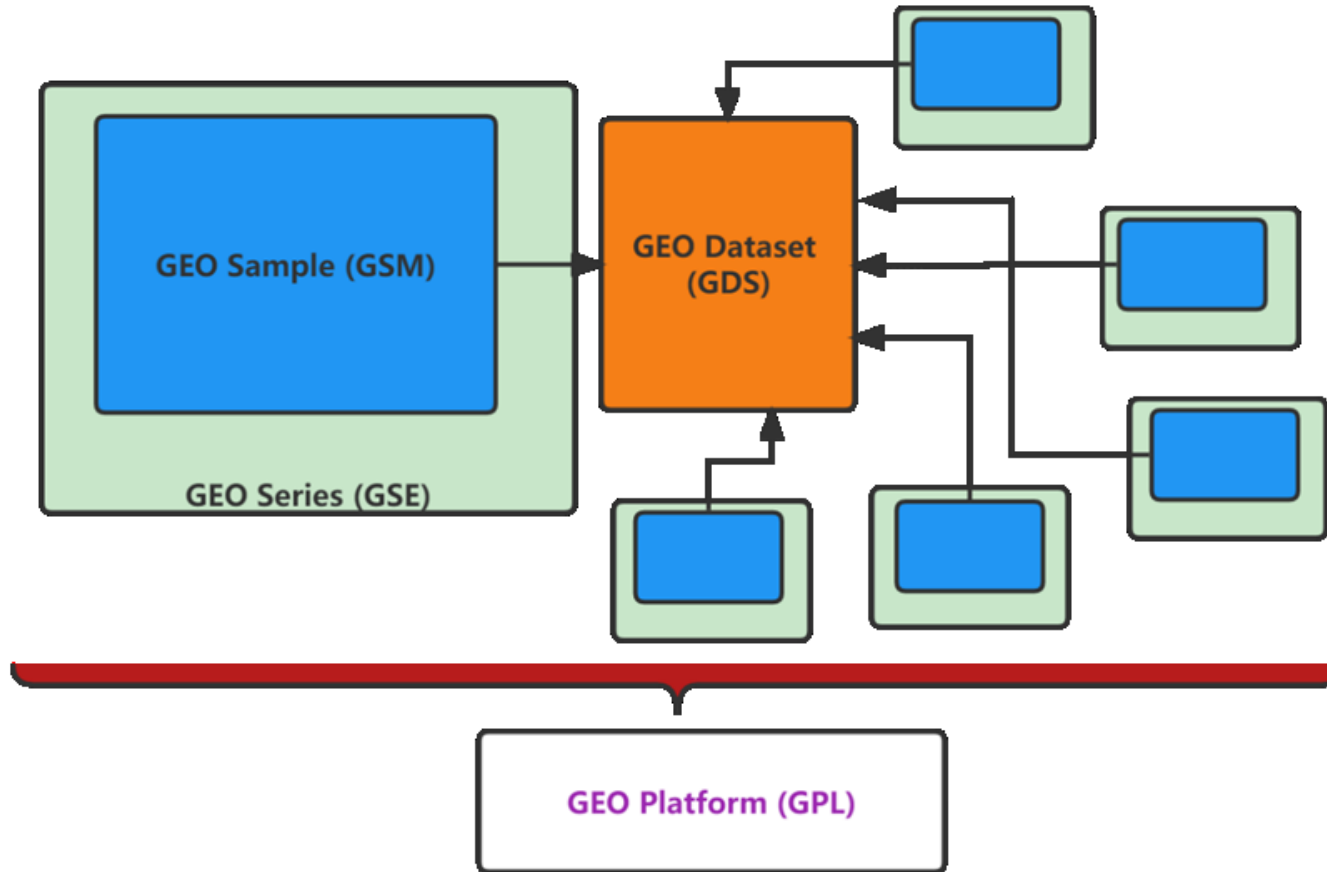 GEO Sample (GSM)
GEO Series (GSE)
GEO Dataset
(GDS)
GEO Platform (GPL)